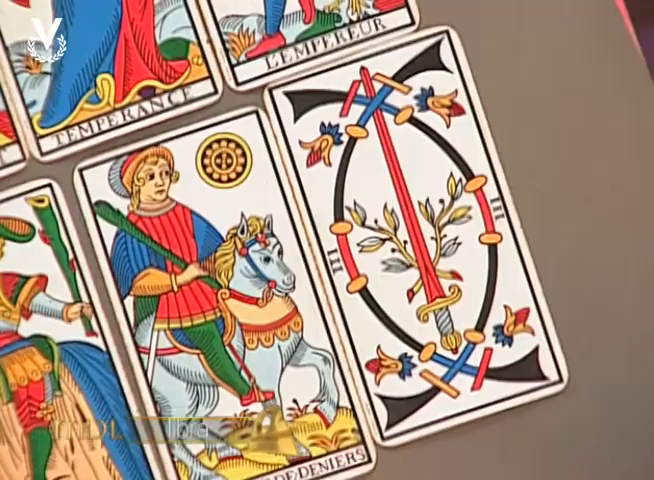 V
TEMPERANCE
L'EMPEREUR
III
III
DE·DENIERS